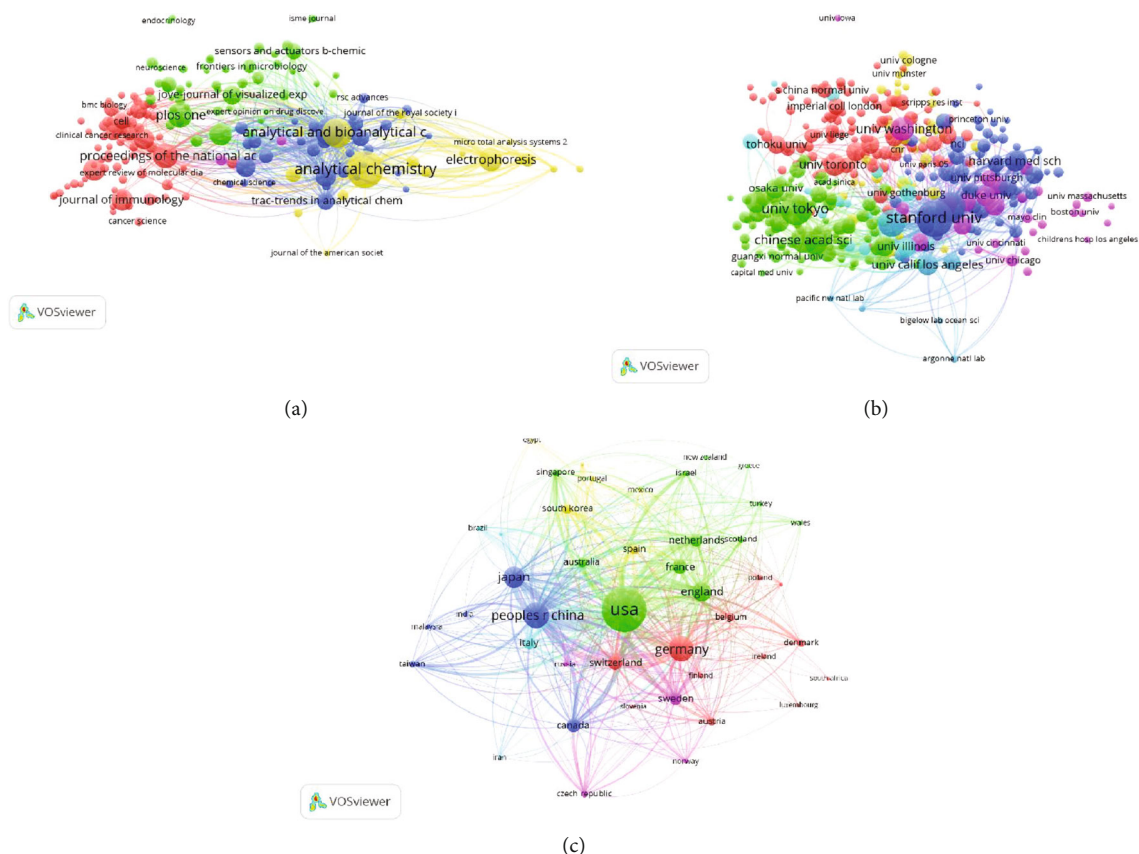 endocrinology
isme journal
sensors and actuators b-chemic
neuroscience
frontiers in microbiology
jove-journal of visualized exp
rsc advances
bmc biology
plos one
expert opinion on drug discove
journal of the royal society i
cell
clinical cancer research
analytical and bioanalytical c
micro total analysis systems 2
proceedings of the national ac
electrophoresis
expert review of molecular dia
chemical science
analytical chemistry
journal of immunology
trac-trends in analytical chem
cancer science
journal of the american societ
VOSviewer
(a)
univ iowa
univ cologne
univ munster
s china normal univ
imperial coll london
scripps res inst
princeton univ
univ liege
univ washington
tohoku univ
cnr
nci
univ paris 05
harvard med sch
univ toronto
acad sinica
univ pittsburgh
osaka univ
univ gothenburg
duke univ
univ massachusetts
univ tokyo
stanford univ
mayo clin
boston univ
chinese acad sci
univ illinois
univ cincinnati
childrens hosp los angeles
guangxi normal univ
univ calif los angeles
univ chicago
capital med univ
pacific nw natl lab
bigelow lab ocean sci
argonne natl lab
VOSviewer
(b)
egypt
new zealand
greece
singapore
israel
portugal
mexico
south korea
turkey
brazil
wales
netherlands
scotland
spain
australia
france
japan
poland
england
usa
india
peoples r china
malaysia
belgium
italy
germany
denmark
taiwan
russia
switzerland
ireland
finland
south africa
sweden
slovenia
luxembourg
canada
austria
iran
norway
czech republic
VOSviewer
(c)